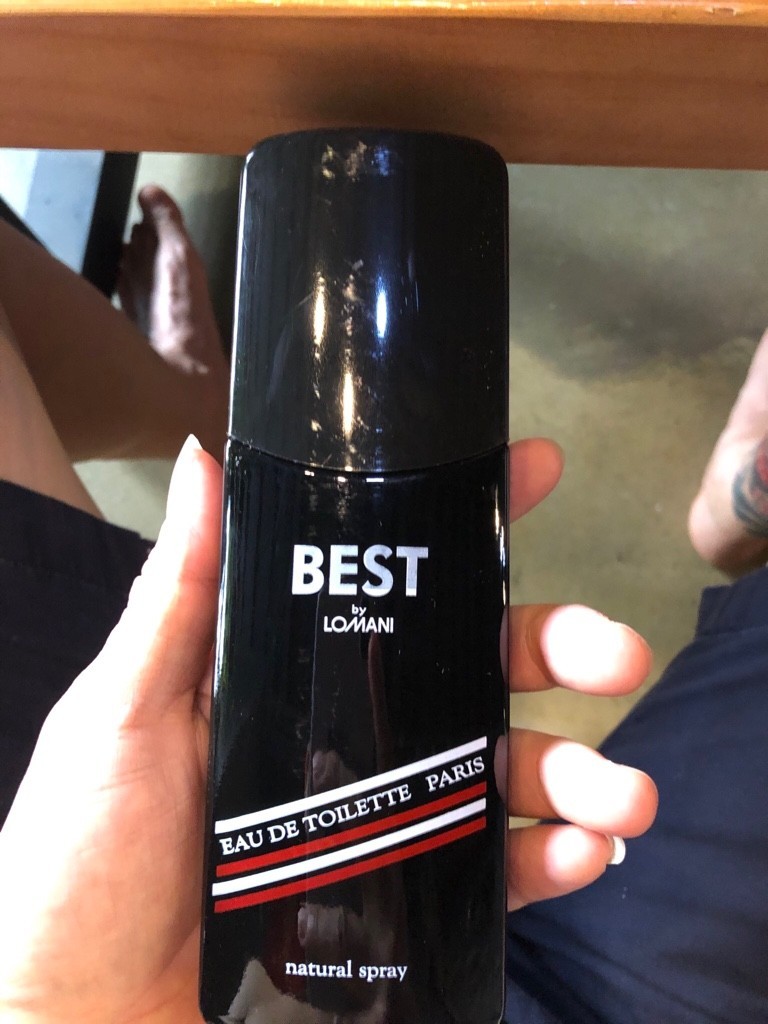 BEST
by
LOMANI
EAU DE TOILETTE PARIS
natural spray